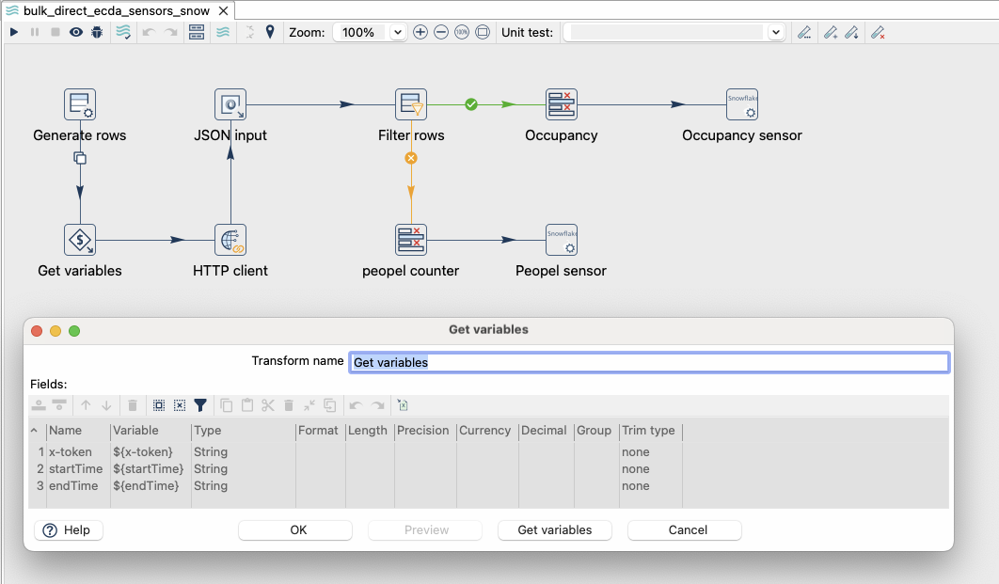 bulk_direct_ecda_sensors_snow
Zoom: 100% 100% Unit test:
Generate rows JSON input Filter rows Occupancy Occupancy sensor
Snowflake
Get variables HTTP client peopel counter Peopel sensor
Snowflake
Get variables
Transform name Get variables
Fields:
Name Variable Type Format Length Precision Currency Decimal Group Trim type
1 x-token ${x-token} String none
2 startTime ${startTime} String none
3 endTime ${endTime} String none
Help OK Preview Get variables Cancel